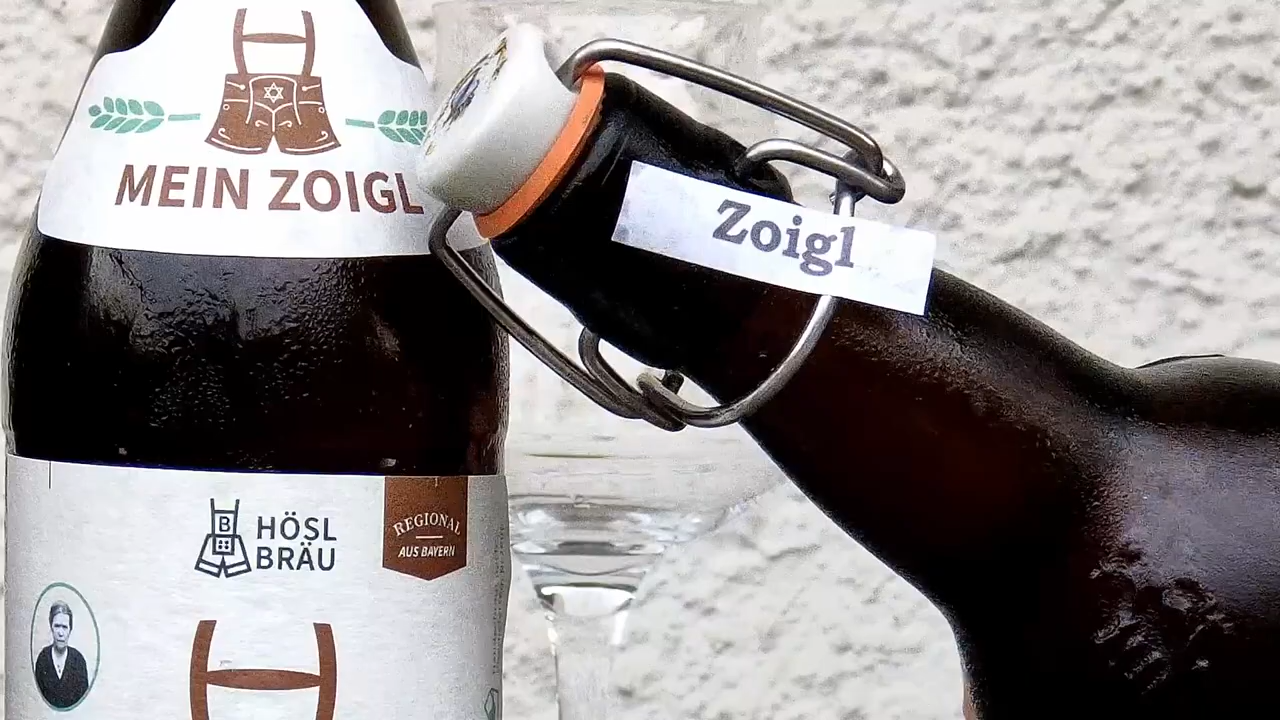 MEIN ZOIGL
Zoigl
B
HÖSL
BRÄU
REGIONAL
AUS BAYERN